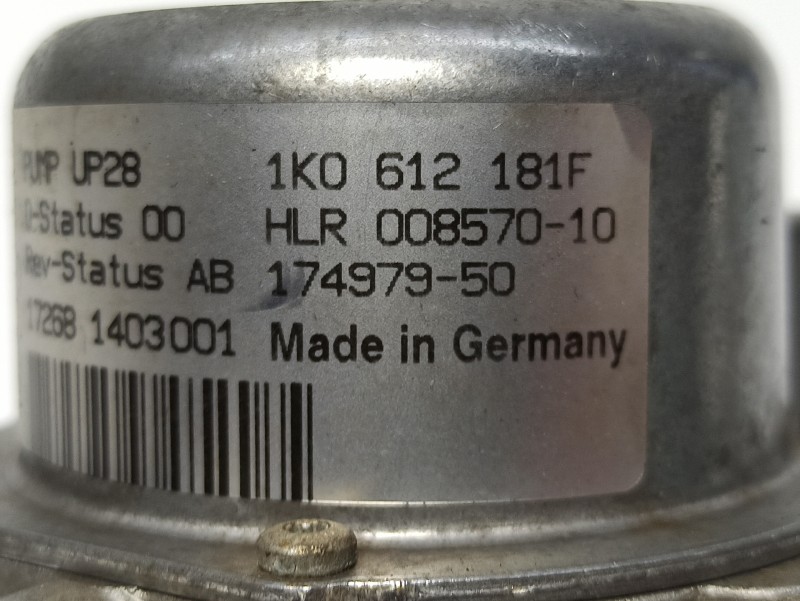 PUMP UP28 1K0 612 181F
Q-Status 00 HLR 008570-10
Rev-Status AB 174979-50
17268 1403001 Made in Germany